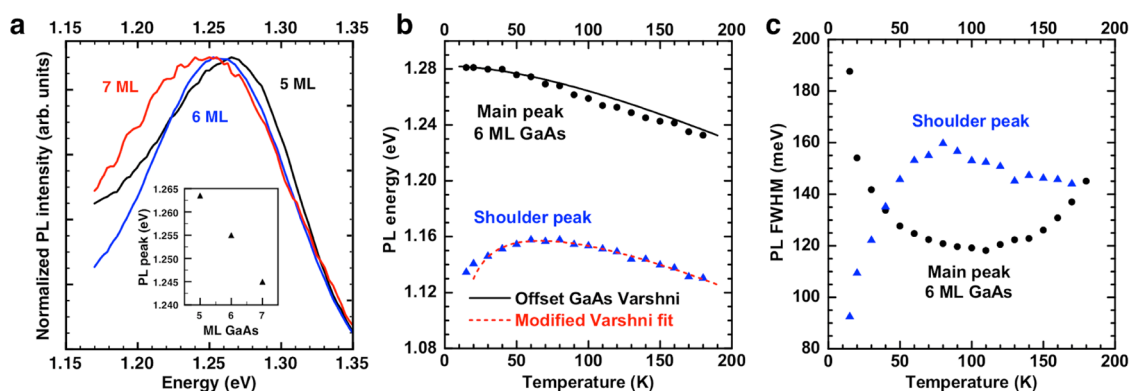 a
1.15 1.20 1.25 1.30 1.35
Normalized PL intensity (arb. units)
7 ML
6 ML
5 ML
PL peak (eV)
1.265
1.260
1.255
1.250
1.245
1.240
5 6 7
ML GaAs
1.15 1.20 1.25 1.30 1.35
Energy (eV)
b
0 50 100 150 200
PL energy (eV)
1.28
1.24
1.20
1.16
1.12
1.08
Main peak
6 ML GaAs
Shoulder peak
Offset GaAs Varshni
Modified Varshni fit
0 50 100 150 200
Temperature (K)
c
0 50 100 150 200
PL FWHM (meV)
200
180
160
140
120
100
80
Shoulder peak
Main peak
6 ML GaAs
0 50 100 150 200
Temperature (K)